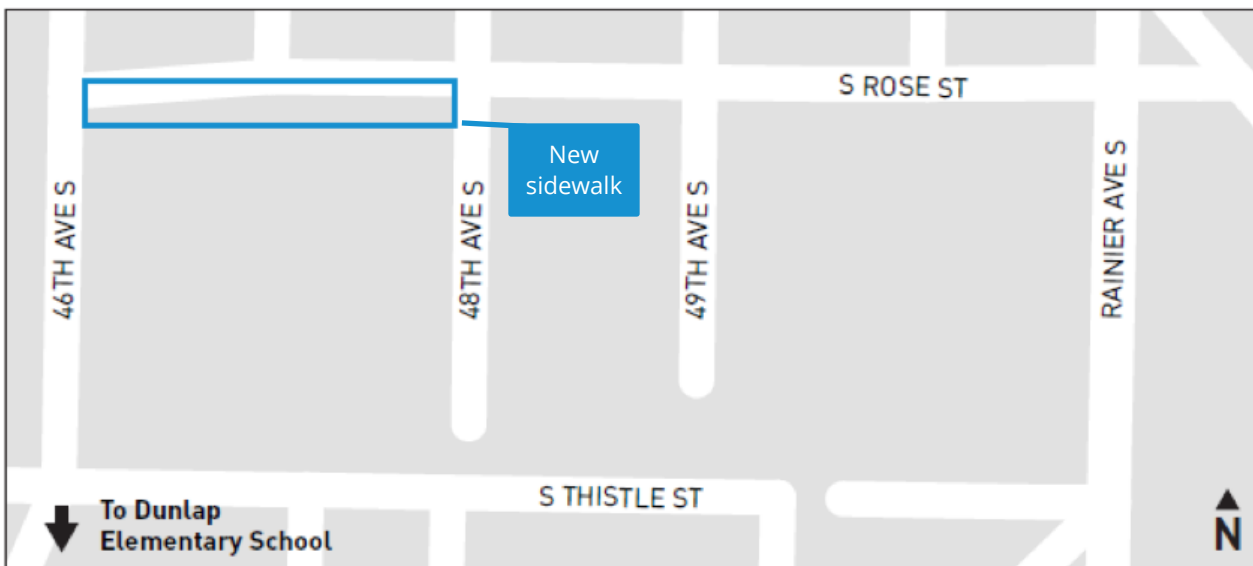 S ROSE ST
New
sidewalk
46TH AVE S
48TH AVE S
49TH AVE S
RAINIER AVE S
S THISTLE ST
To Dunlap
Elementary School
N